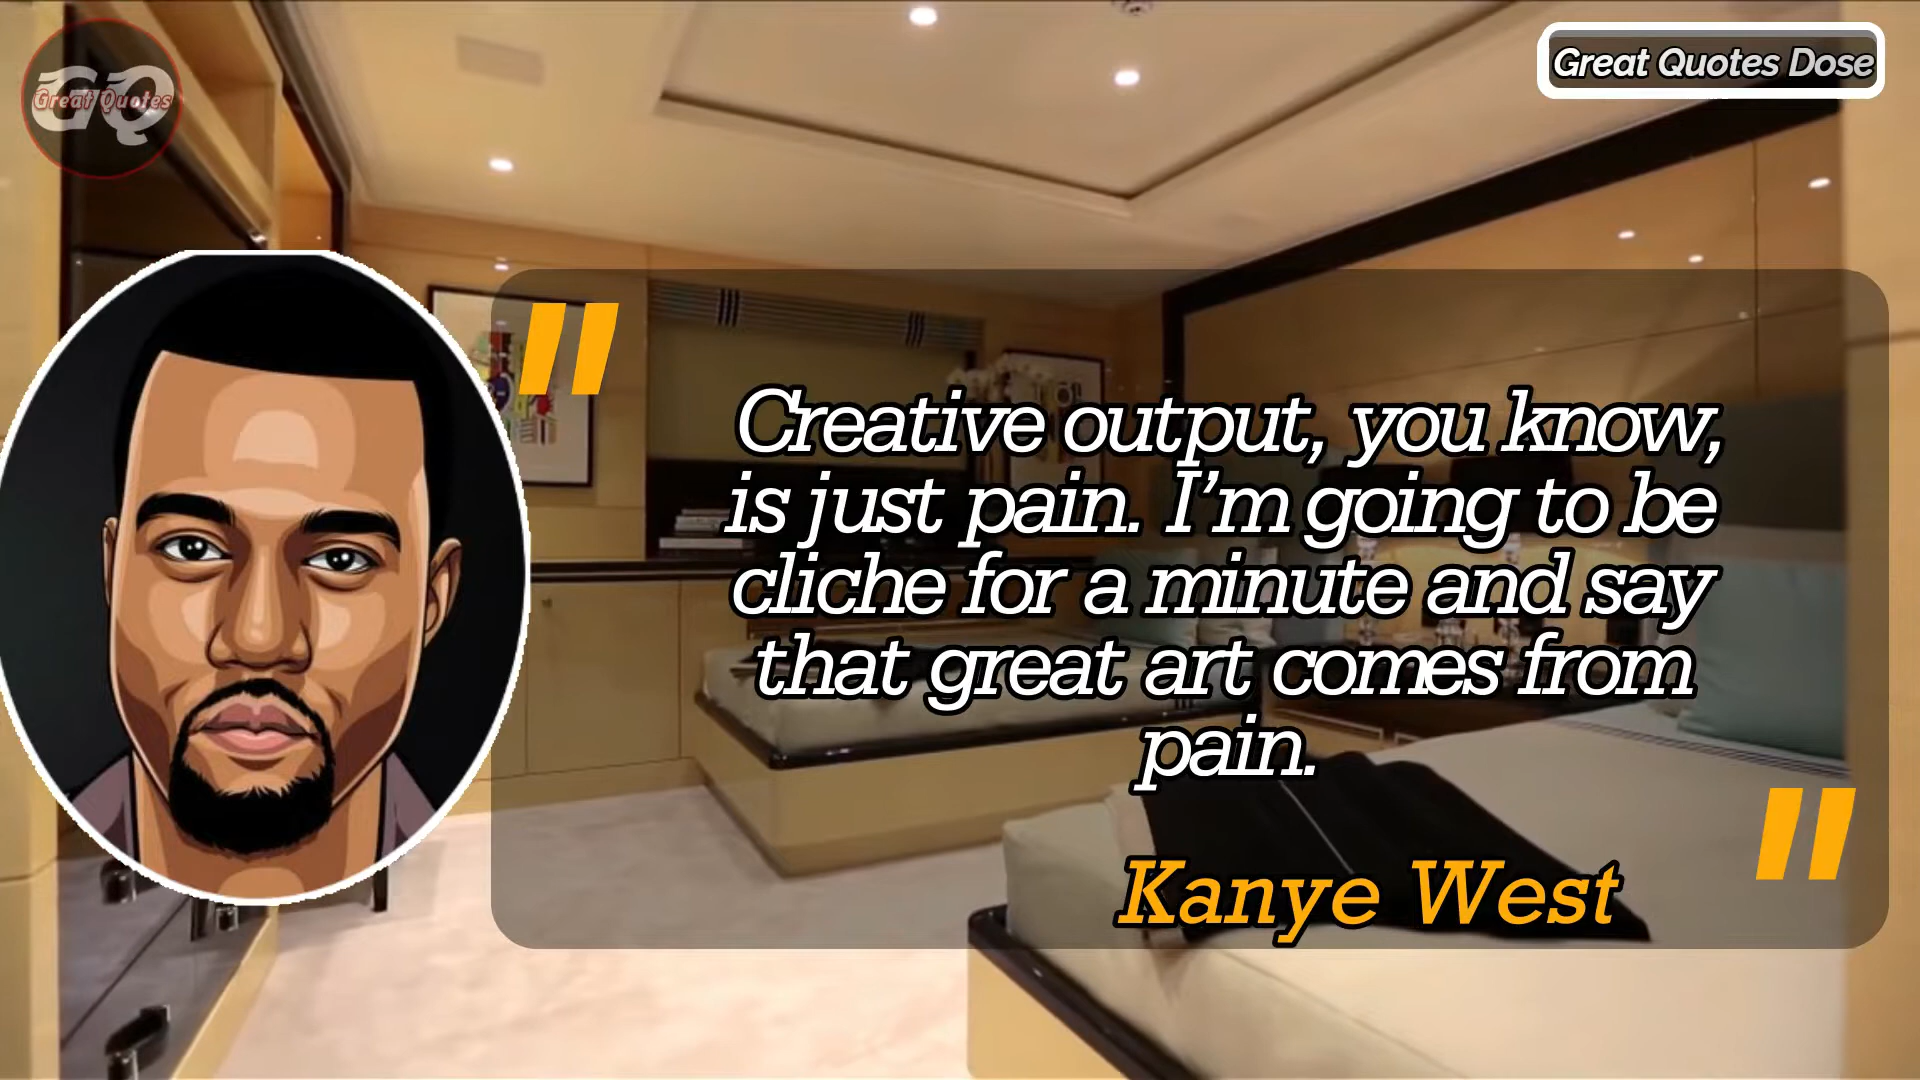 GQ
Great Quotes
Great Quotes Dose
"
Creative output, you know,
is just pain. I’m going to be
cliche for a minute and say
that great art comes from
pain.
"
Kanye West